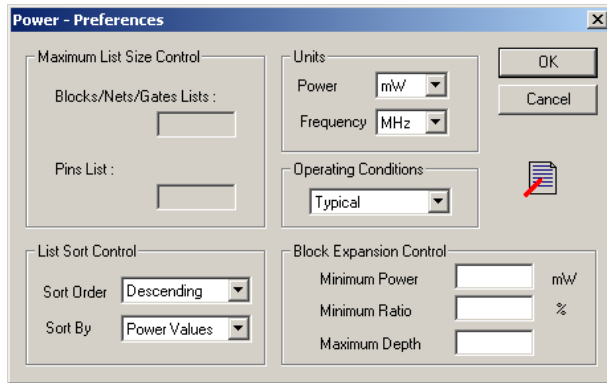 Power - Preferences
Maximum List Size Control
Blocks/Nets/Gates Lists :
Pins List :
Units
Power mW
Frequency MHz
OK
Cancel
Operating Conditions
Typical
List Sort Control
Sort Order Descending
Sort By Power Values
Block Expansion Control
Minimum Power mW
Minimum Ratio %
Maximum Depth